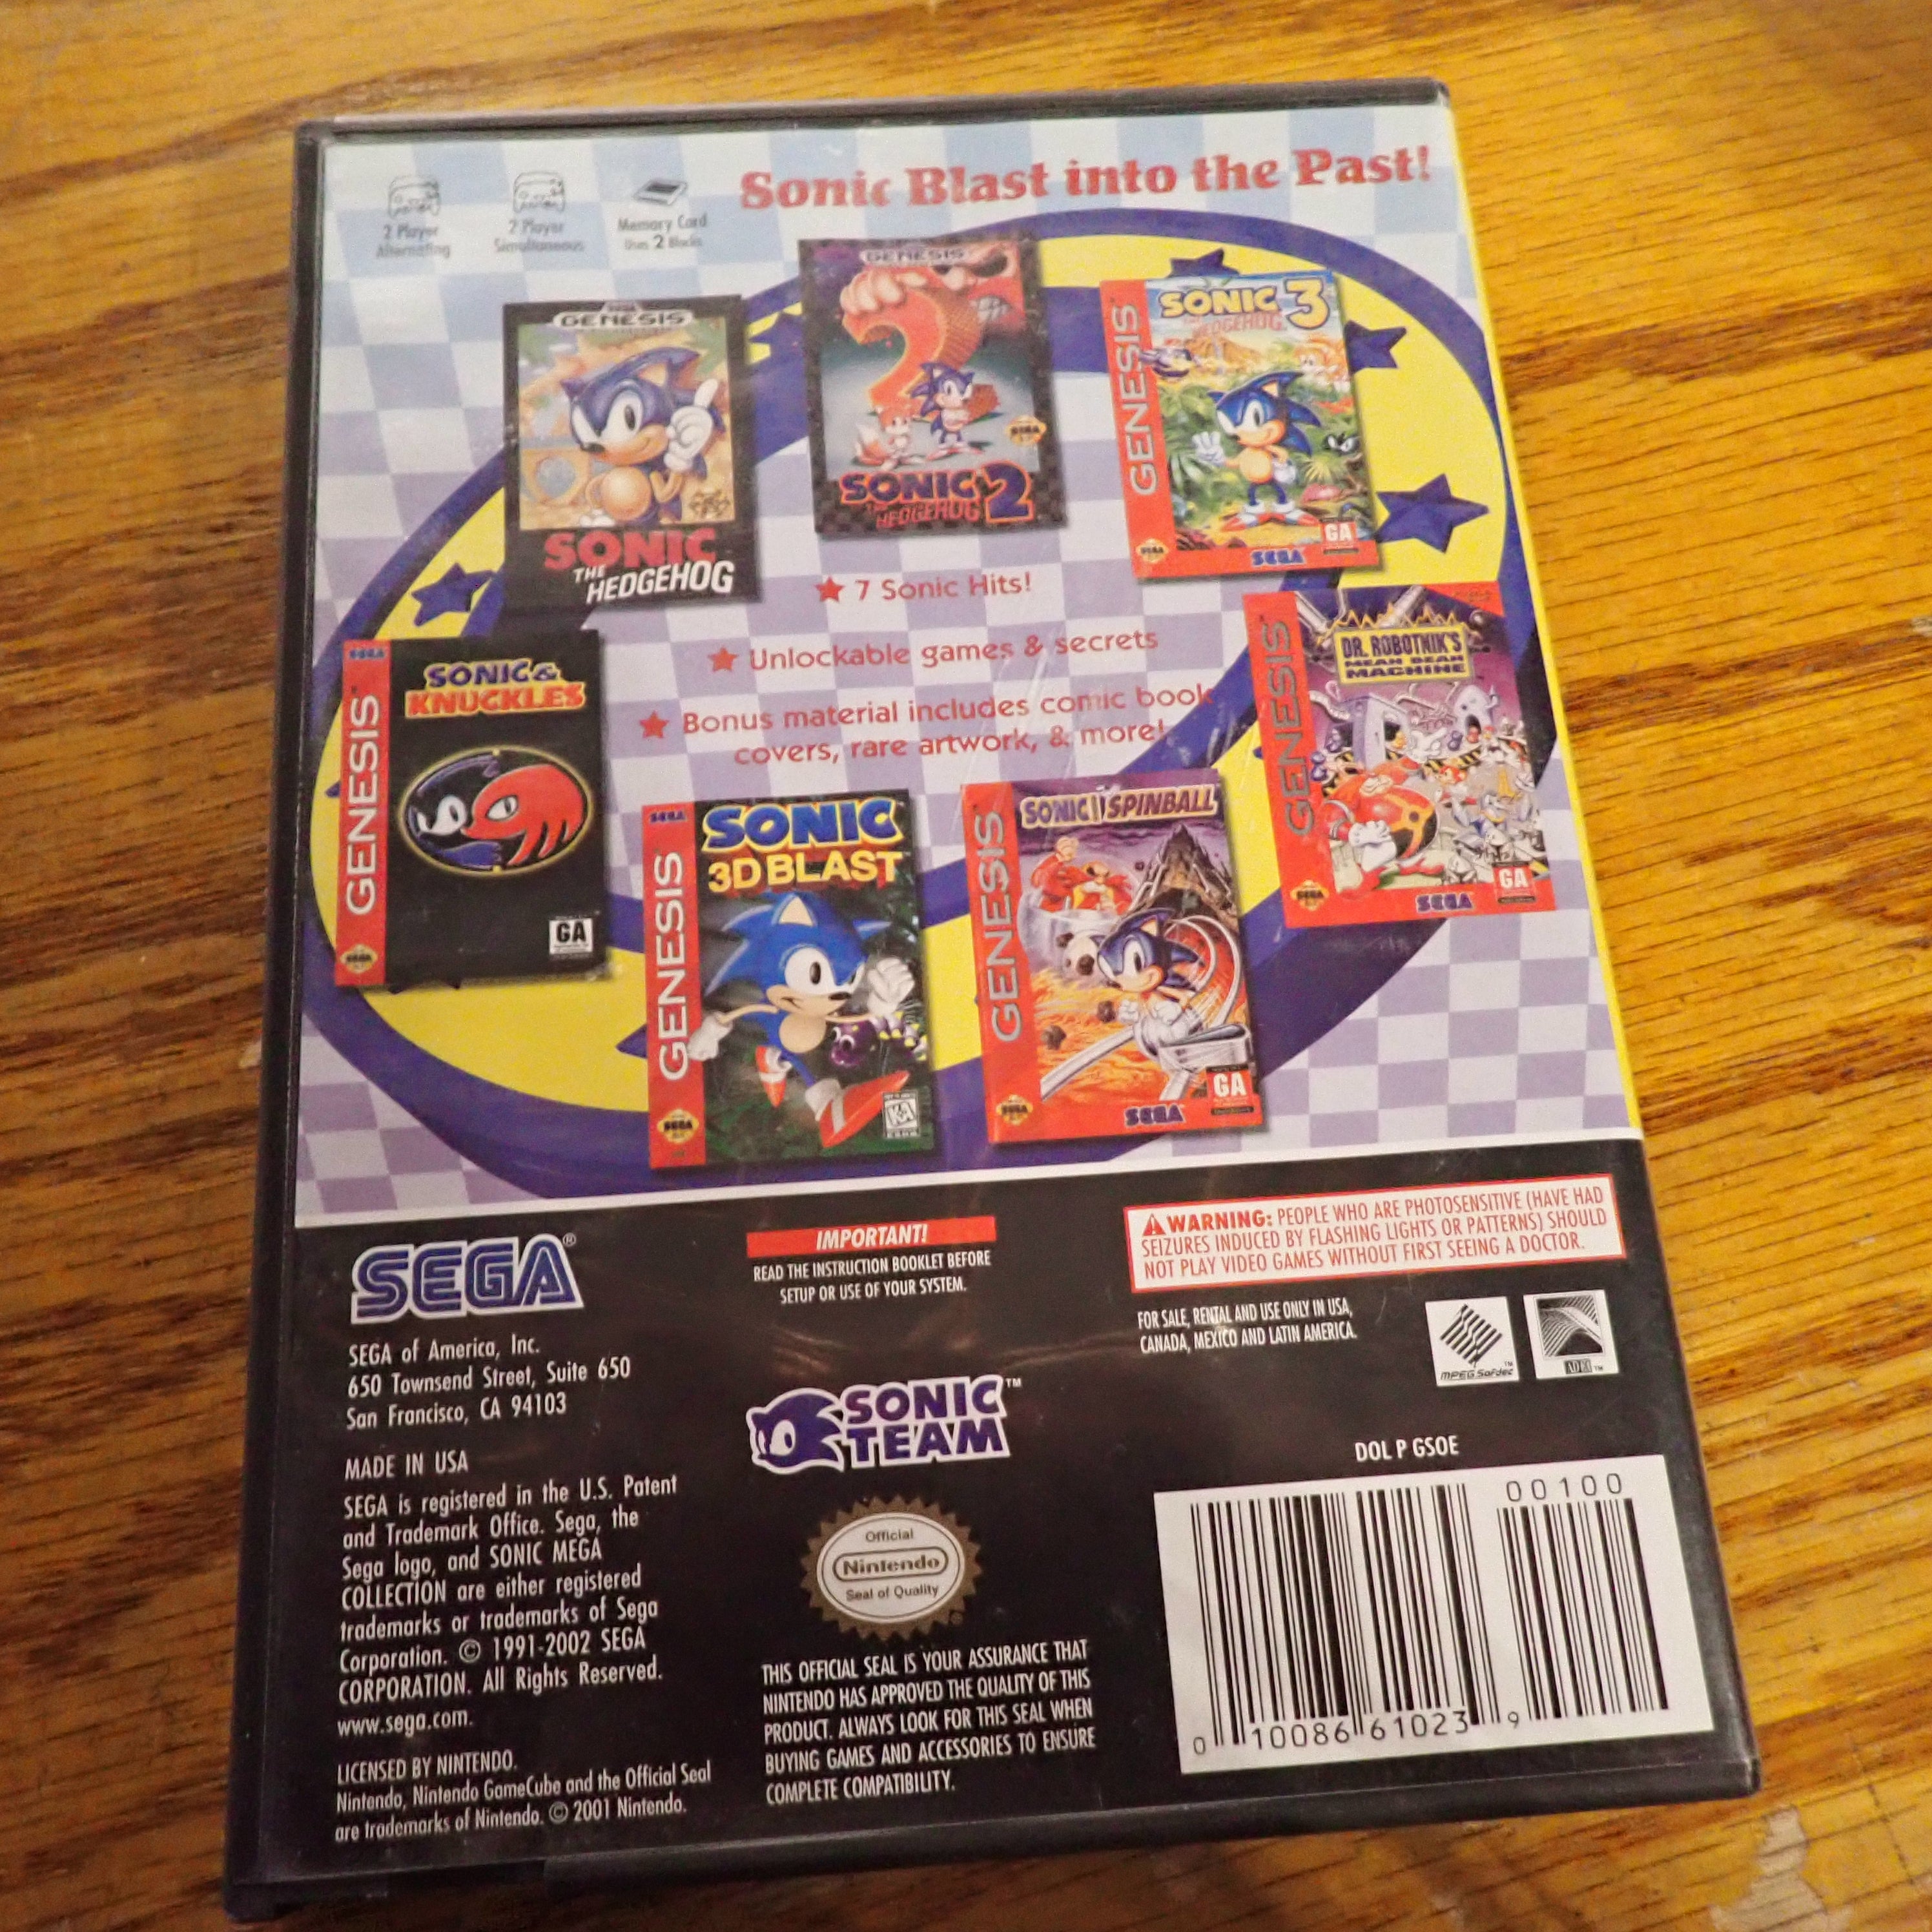 Sonic Blast into the Past!
2 Player
Alternating
2 Player
Simultaneous
Memory Card
Uses 2 Blocks
GENESIS
SONIC
THE
HEDGEHOG
GENESIS
2
SEGA
SONIC 2
THE HEDGEHOG
GENESIS
SONIC 3
THE HEDGEHOG
GA
SEGA
SEGA
★ 7 Sonic Hits!
★ Unlockable games & secrets
★ Bonus material includes comic book
covers, rare artwork, & more!
SEGA
GENESIS
SONIC &
KNUCKLES
GA
SEGA
GENESIS
DR. ROBOTNIK'S
MEAN BEAN
MACHINE
GA
SEGA
SEGA
SEGA
GENESIS
SONIC
3D BLAST
SEGA
KA
GENESIS
SONIC SPINBALL
GA
SEGA
SEGA
SEGA®
SEGA of America, Inc.
650 Townsend Street, Suite 650
San Francisco, CA 94103
MADE IN USA
SEGA is registered in the U.S. Patent
and Trademark Office. Sega, the
Sega logo, and SONIC MEGA
COLLECTION are either registered
trademarks or trademarks of Sega
Corporation. © 1991-2002 SEGA
CORPORATION. All Rights Reserved.
www.sega.com.
LICENSED BY NINTENDO.
Nintendo, Nintendo GameCube and the Official Seal
are trademarks of Nintendo. © 2001 Nintendo.
IMPORTANT!
READ THE INSTRUCTION BOOKLET BEFORE
SETUP OR USE OF YOUR SYSTEM.
SONIC
TEAM™
Official
Nintendo
Seal of Quality
THIS OFFICIAL SEAL IS YOUR ASSURANCE THAT
NINTENDO HAS APPROVED THE QUALITY OF THIS
PRODUCT. ALWAYS LOOK FOR THIS SEAL WHEN
BUYING GAMES AND ACCESSORIES TO ENSURE
COMPLETE COMPATIBILITY.
WARNING: PEOPLE WHO ARE PHOTOSENSITIVE (HAVE HAD
SEIZURES INDUCED BY FLASHING LIGHTS OR PATTERNS) SHOULD
NOT PLAY VIDEO GAMES WITHOUT FIRST SEEING A DOCTOR.
FOR SALE, RENTAL AND USE ONLY IN USA,
CANADA, MEXICO AND LATIN AMERICA.
MPEG Sofdec™
ADX™
DOL P GSOE
00100
0 10086 61023 9